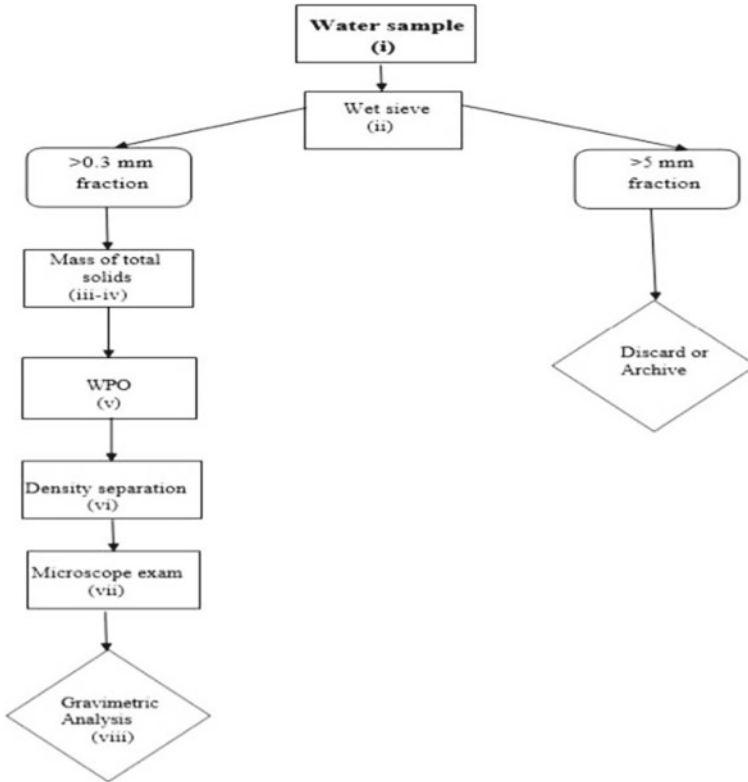 Water sample
(i)
Wet sieve
(ii)
>0.3 mm
fraction
>5 mm
fraction
Mass of total
solids
(iii-iv)
Discard or
Archive
WPO
(v)
Density separation
(vi)
Microscope exam
(vii)
Gravimetric
Analysis
(viii)